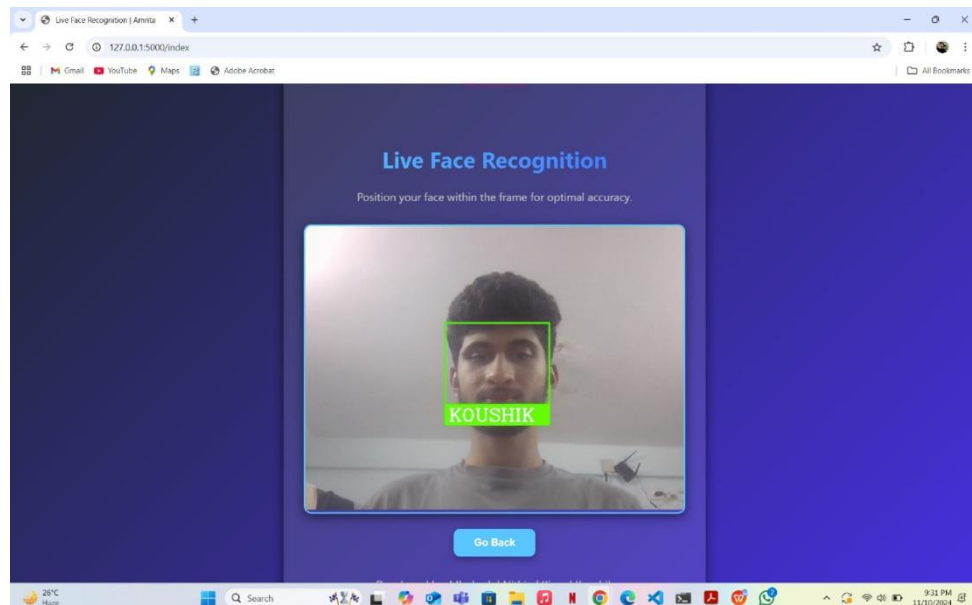 Live Face Recognition | Amrita
127.0.0.1:5000/index
Gmail YouTube Maps Adobe Acrobat All Bookmarks
Live Face Recognition
Position your face within the frame for optimal accuracy.
KOUSHIK
Go Back
26°C
Haze
Search
9:31 PM
11/10/2024